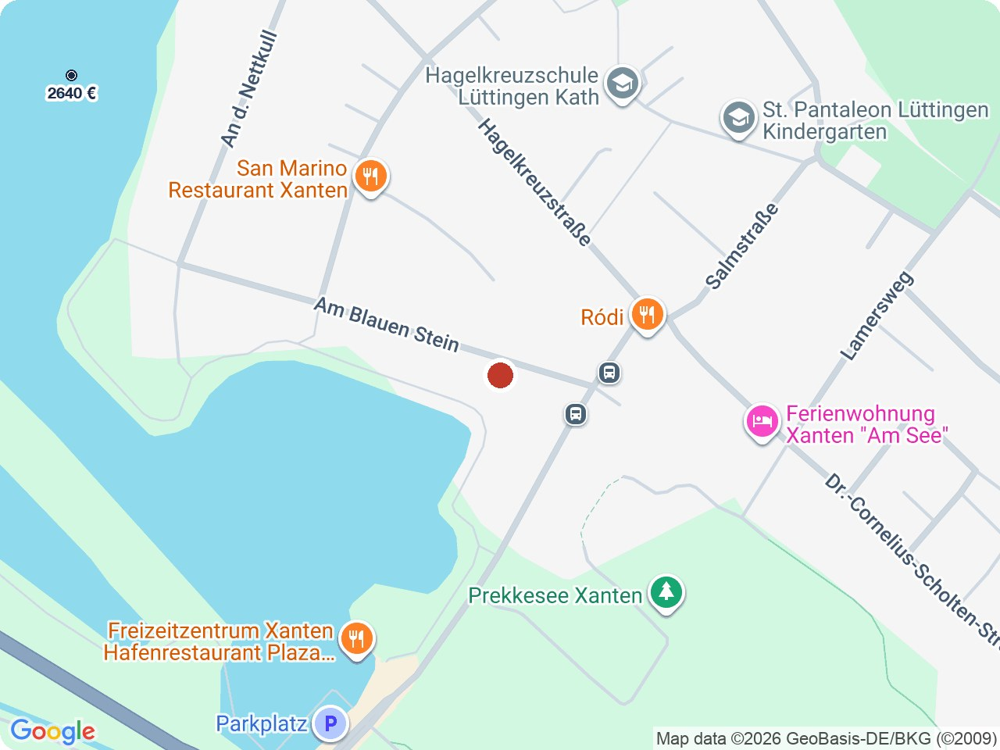 2640 €
An d. Nettkull
Hagelkreuzschule
Lüttingen Kath
St. Pantaleon Lüttingen
Kindergarten
San Marino
Restaurant Xanten
Hagelkreuzstraße
Salmstraße
Lamersweg
Am Blauen Stein
Ródi
Ferienwohnung
Xanten "Am See"
Dr.-Cornelius-Scholten-Stra
Prekkesee Xanten
Freizeitzentrum Xanten
Hafenrestaurant Plaza...
Parkplatz
P
Google
Map data ©2026 GeoBasis-DE/BKG (©2009)